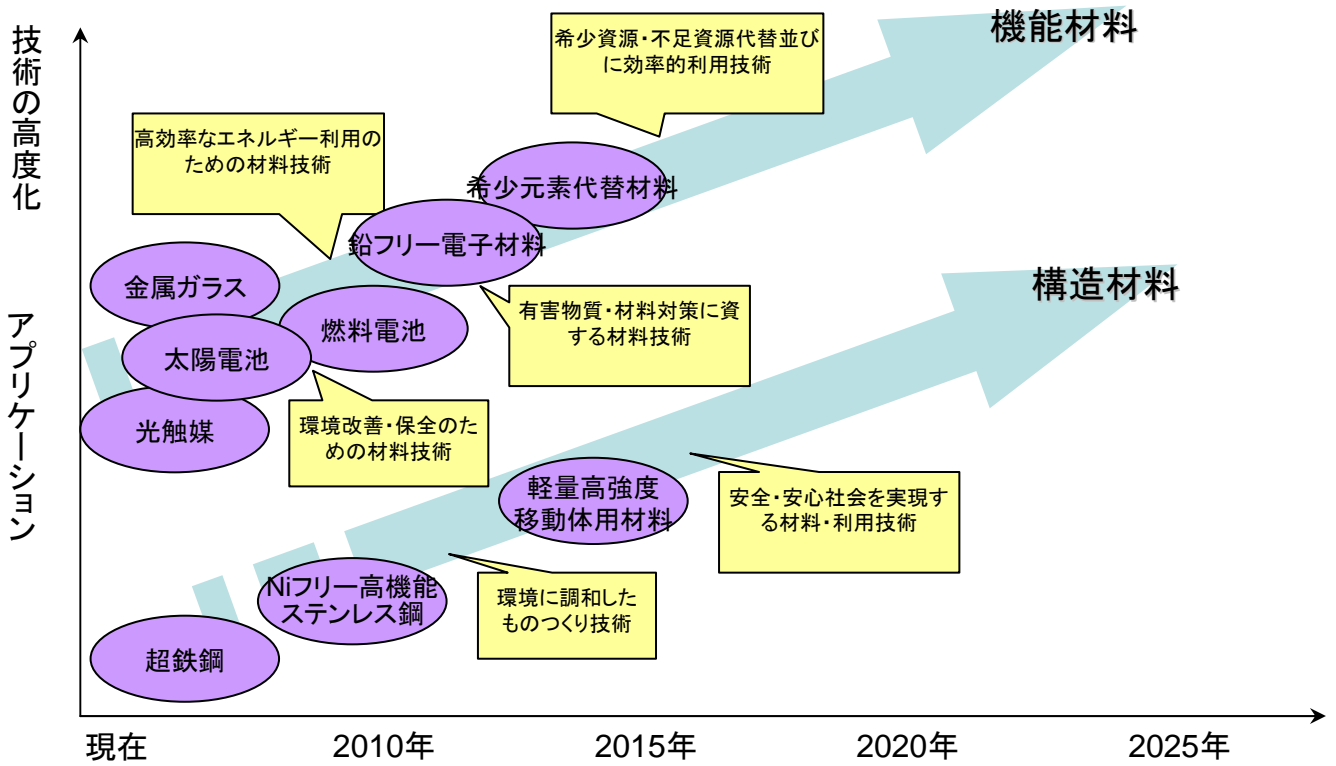 技術の高度化
アプリケーション
機能材料
希少資源・不足資源代替並び
に効率的利用技術
高効率なエネルギー利用の
ための材料技術
希少元素代替材料
鉛フリー電子材料
金属ガラス
構造材料
有害物質・材料対策に資
する材料技術
燃料電池
太陽電池
光触媒
環境改善・保全のた
めの材料技術
軽量高強度
移動体用材料
安全・安心社会を実現す
る材料・利用技術
Niフリー高機能
ステンレス鋼
環境に調和した
ものつくり技術
超鉄鋼
現在
2010年
2015年
2020年
2025年